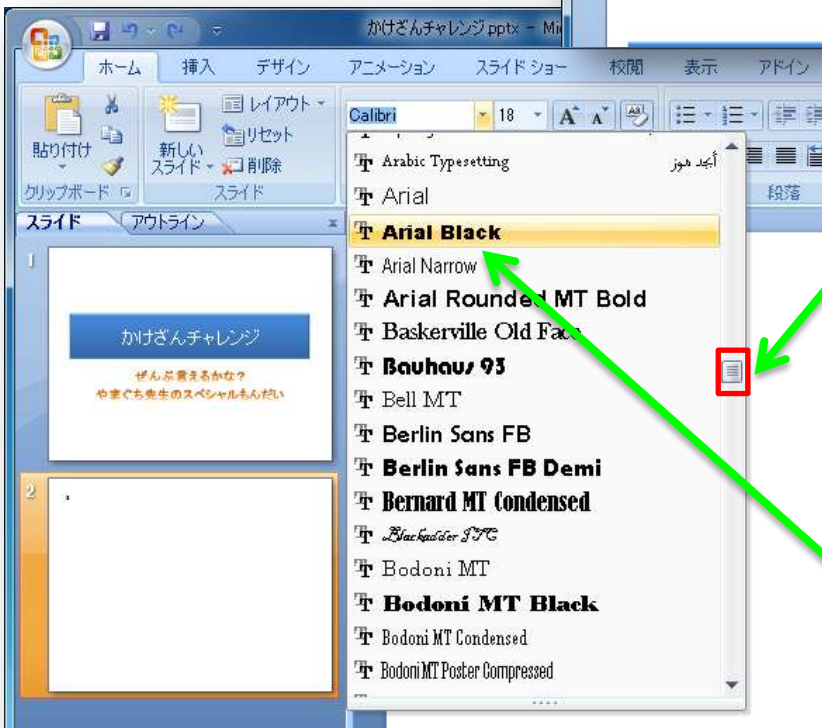 かけざんチャレンジ.pptx - Mi
ホーム 挿入 デザイン アニメーション スライド ショー 校閲 表示 アドイン
貼り付け
新しい
スライド
レイアウト
リセット
削除
クリップボード スライド 段落
Calibri 18
スライド アウトライン
1
かけざんチャレンジ
ぜんぶ言えるかな?
やまぐち先生のスペシャルもんだい
2
Arabic Typesetting أبجد هوز
Arial
Arial Black
Arial Narrow
Arial Rounded MT Bold
Baskerville Old Face
Bauhaus 93
Bell MT
Berlin Sans FB
Berlin Sans FB Demi
Bernard MT Condensed
Blackadder ITC
Bodoni MT
Bodoni MT Black
Bodoni MT Condensed
Bodoni MT Poster Compressed